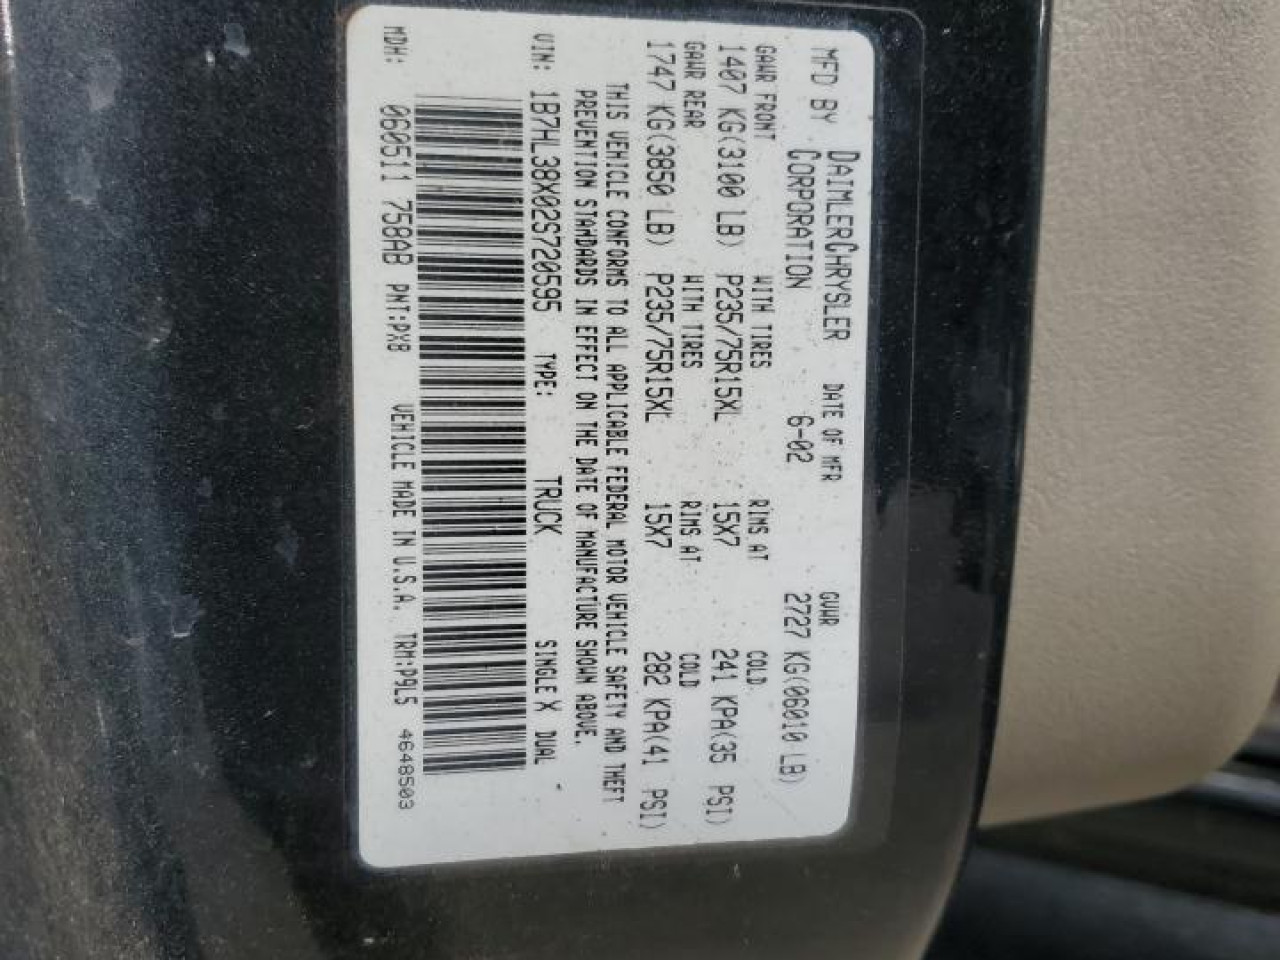 MFD BY DAIMLERCHRYSLER DATE OF MFR GVWR
CORPORATION 6-02 2727 KG(06010 LB)
GAWR FRONT WITH TIRES RIMS AT COLD
1407 KG(3100 LB) P235/75R15XL 15X7 241 KPA(35 PSI)
GAWR REAR WITH TIRES RIMS AT COLD
1747 KG(3850 LB) P235/75R15XL 15X7 282 KPA(41 PSI)
THIS VEHICLE CONFORMS TO ALL APPLICABLE FEDERAL MOTOR VEHICLE SAFETY AND THEFT
PREVENTION STANDARDS IN EFFECT ON THE DATE OF MANUFACTURE SHOWN ABOVE.
VIN: 1B7HL38X02S720595 TYPE: TRUCK SINGLE X DUAL
MDH: 060511 758AB PNT:PX8 VEHICLE MADE IN U.S.A. TRM:P9L5 4648503